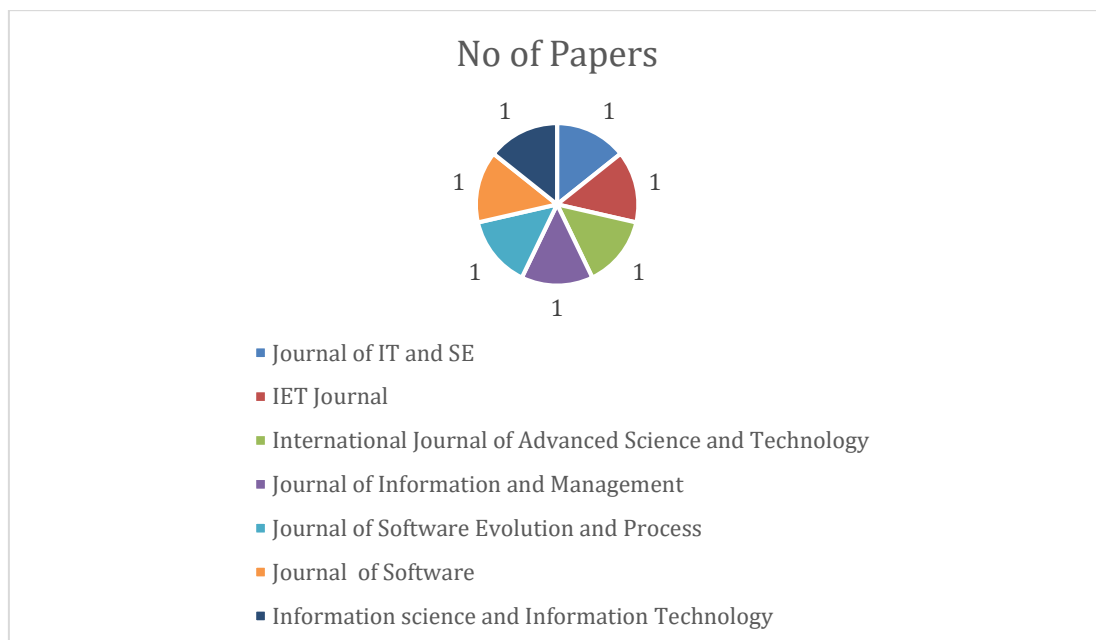 No of Papers
1 1
1 1
1 1
1
Journal of IT and SE
IET Journal
International Journal of Advanced Science and Technology
Journal of Information and Management
Journal of Software Evolution and Process
Journal  of Software
Information science and Information Technology